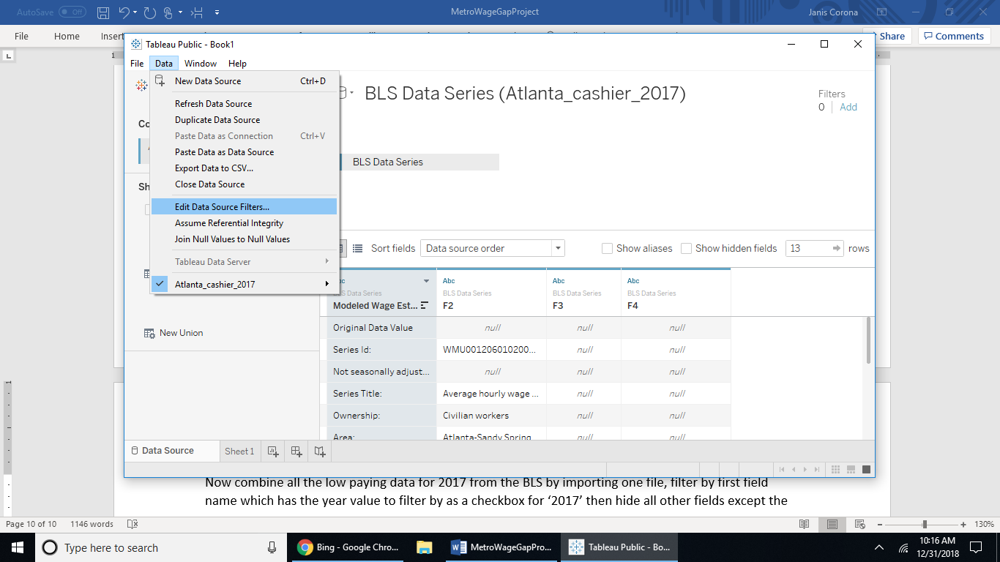 AutoSave Off
MetroWageGapProject
Janis Corona
File Home Insert
Share Comments
1
Tableau Public - Book1
File Data Window Help
New Data Source Ctrl+D
Refresh Data Source
Duplicate Data Source
Paste Data as Connection Ctrl+V
Paste Data as Data Source
Export Data to CSV...
Close Data Source
Edit Data Source Filters...
Assume Referential Integrity
Join Null Values to Null Values
Tableau Data Server
Atlanta_cashier_2017
Co
Sh
New Union
BLS Data Series (Atlanta_cashier_2017)
Filters
0 Add
BLS Data Series
Sort fields Data source order Show aliases Show hidden fields 13 rows
Abc Abc Abc Abc
BLS Data Series BLS Data Series BLS Data Series BLS Data Series
Modeled Wage Est... F2 F3 F4
Original Data Value null null null
Series Id: WMU001206010200... null null
Not seasonally adjust... null null null
Series Title: Average hourly wage ... null null
Ownership: Civilian workers null null
Area: Atlanta-Sandy Spring null null
Data Source Sheet 1
Now combine all the low paying data for 2017 from the BLS by importing one file, filter by first field
name which has the year value to filter by as a checkbox for ‘2017’ then hide all other fields except the
Page 10 of 10 1146 words 130%
Type here to search
Bing - Google Chro...
MetroWageGapPro...
Tableau Public - Bo...
10:16 AM
12/31/2018